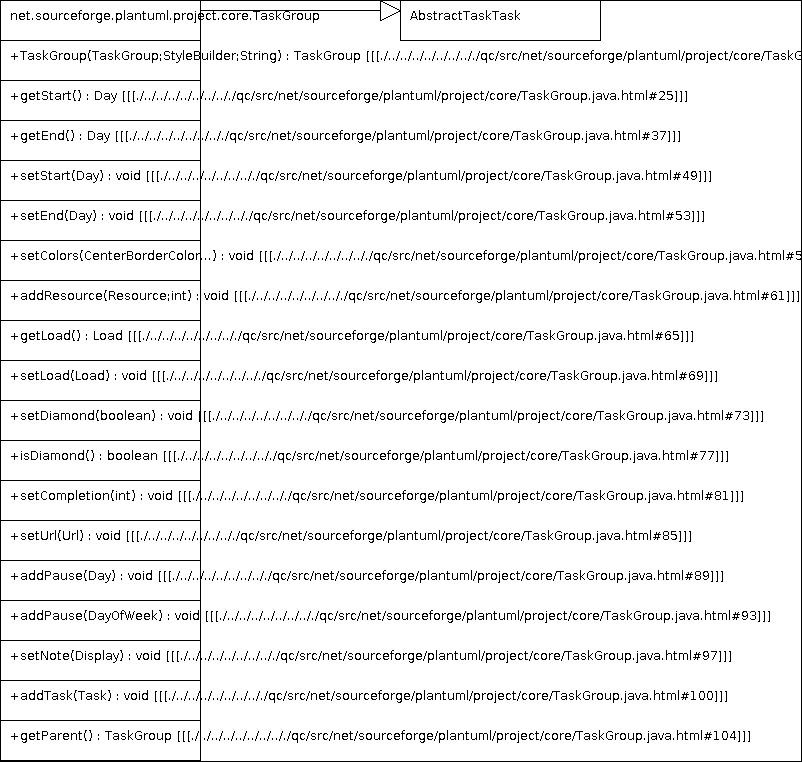 net.sourceforge.plantuml.project.core.TaskGroup
AbstractTaskTask
+TaskGroup(TaskGroup;StyleBuilder;String) : TaskGroup [[[./../../../../../../../qc/src/net/sourceforge/plantuml/project/core/TaskG
+getStart() : Day [[[./../../../../../../../qc/src/net/sourceforge/plantuml/project/core/TaskGroup.java.html#25]]]
+getEnd() : Day [[[./../../../../../../../qc/src/net/sourceforge/plantuml/project/core/TaskGroup.java.html#37]]]
+setStart(Day) : void [[[./../../../../../../../qc/src/net/sourceforge/plantuml/project/core/TaskGroup.java.html#49]]]
+setEnd(Day) : void [[[./../../../../../../../qc/src/net/sourceforge/plantuml/project/core/TaskGroup.java.html#53]]]
+setColors(CenterBorderColor...) : void [[[./../../../../../../../qc/src/net/sourceforge/plantuml/project/core/TaskGroup.java.html#5
+addResource(Resource;int) : void [[[./../../../../../../../qc/src/net/sourceforge/plantuml/project/core/TaskGroup.java.html#61]]]
+getLoad() : Load [[[./../../../../../../../qc/src/net/sourceforge/plantuml/project/core/TaskGroup.java.html#65]]]
+setLoad(Load) : void [[[./../../../../../../../qc/src/net/sourceforge/plantuml/project/core/TaskGroup.java.html#69]]]
+setDiamond(boolean) : void [[[./../../../../../../../qc/src/net/sourceforge/plantuml/project/core/TaskGroup.java.html#73]]]
+isDiamond() : boolean [[[./../../../../../../../qc/src/net/sourceforge/plantuml/project/core/TaskGroup.java.html#77]]]
+setCompletion(int) : void [[[./../../../../../../../qc/src/net/sourceforge/plantuml/project/core/TaskGroup.java.html#81]]]
+setUrl(Url) : void [[[./../../../../../../../qc/src/net/sourceforge/plantuml/project/core/TaskGroup.java.html#85]]]
+addPause(Day) : void [[[./../../../../../../../qc/src/net/sourceforge/plantuml/project/core/TaskGroup.java.html#89]]]
+addPause(DayOfWeek) : void [[[./../../../../../../../qc/src/net/sourceforge/plantuml/project/core/TaskGroup.java.html#93]]]
+setNote(Display) : void [[[./../../../../../../../qc/src/net/sourceforge/plantuml/project/core/TaskGroup.java.html#97]]]
+addTask(Task) : void [[[./../../../../../../../qc/src/net/sourceforge/plantuml/project/core/TaskGroup.java.html#100]]]
+getParent() : TaskGroup [[[./../../../../../../../qc/src/net/sourceforge/plantuml/project/core/TaskGroup.java.html#104]]]